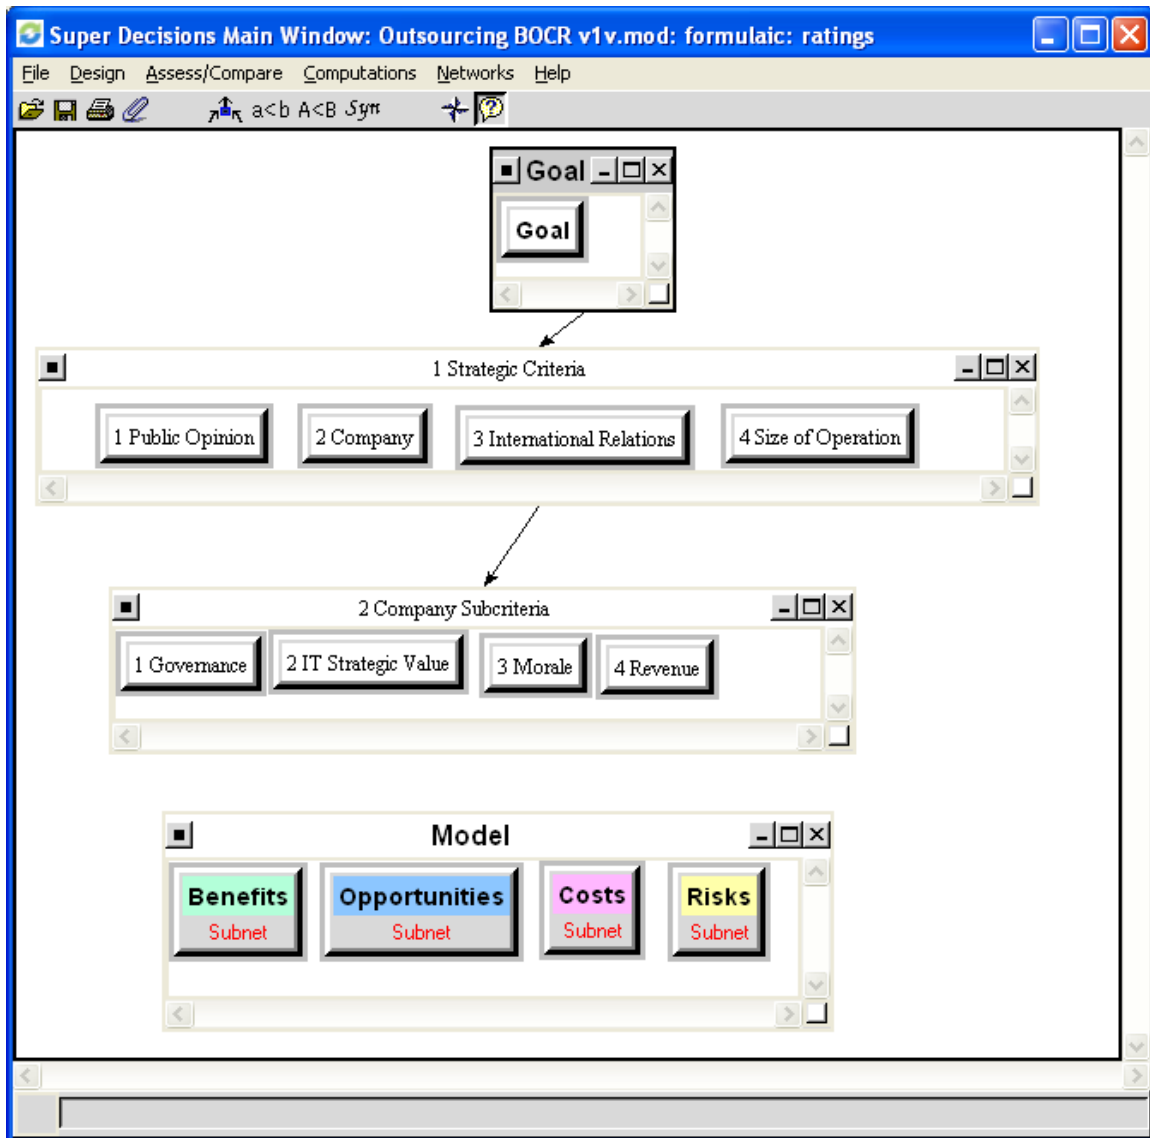 Super Decisions Main Window: Outsourcing BOCR v1v.mod: formulaic: ratings
File Design Assess/Compare Computations Networks Help
a<b A<B Syn
Goal
Goal
1 Strategic Criteria
1 Public Opinion 2 Company 3 International Relations 4 Size of Operation
2 Company Subcriteria
1 Governance 2 IT Strategic Value 3 Morale 4 Revenue
Model
Benefits Opportunities Costs Risks
Subnet Subnet Subnet Subnet